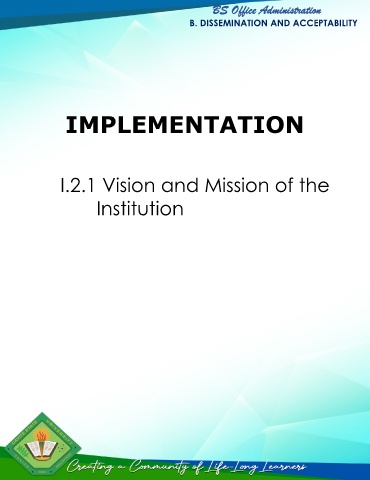 BS Office Administration
B. DISSEMINATION AND ACCEPTABILITY
IMPLEMENTATION
I.2.1 Vision and Mission of the
Institution
Creating a Community of Life Long Learners